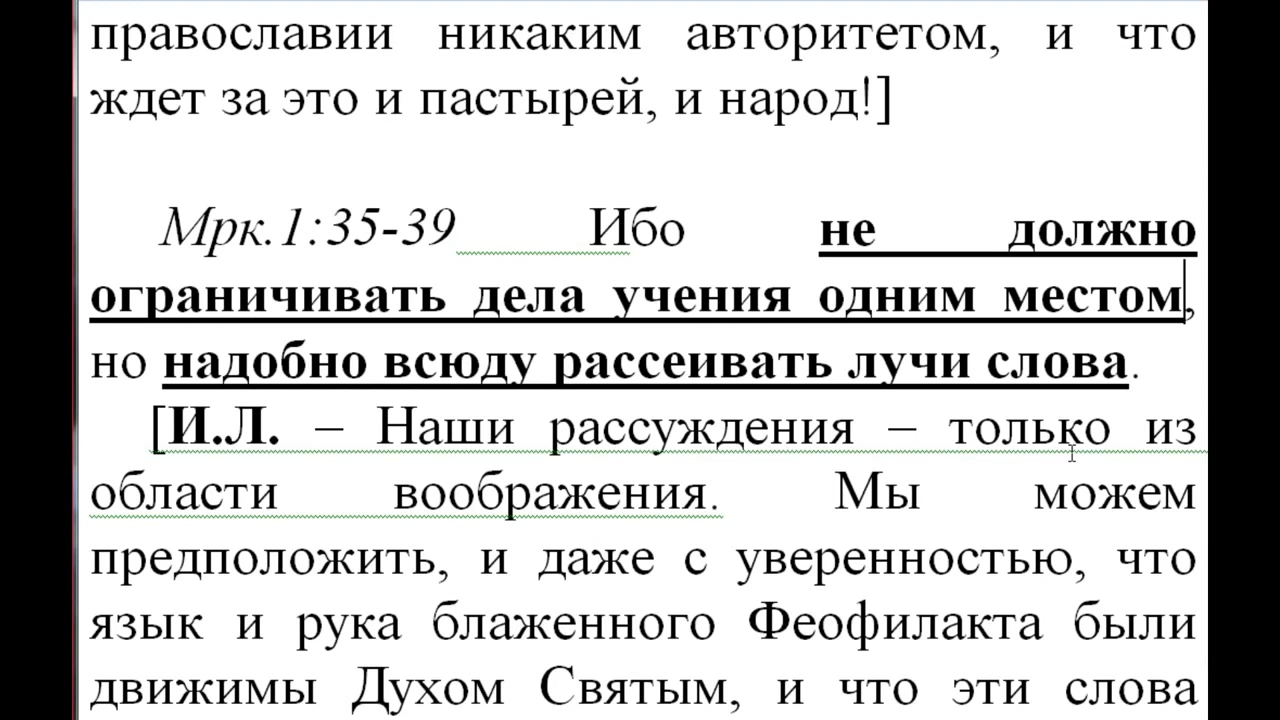 православии никаким авторитетом, и что
ждет за это и пастырей, и народ!]
Мрк.1:35-39 Ибо не должно
ограничивать дела учения одним местом,
но надобно всюду рассеивать лучи слова.
[И.Л. – Наши рассуждения – только из
области воображения. Мы можем
предположить, и даже с уверенностью, что
язык и рука блаженного Феофилакта были
движимы Духом Святым, и что эти слова